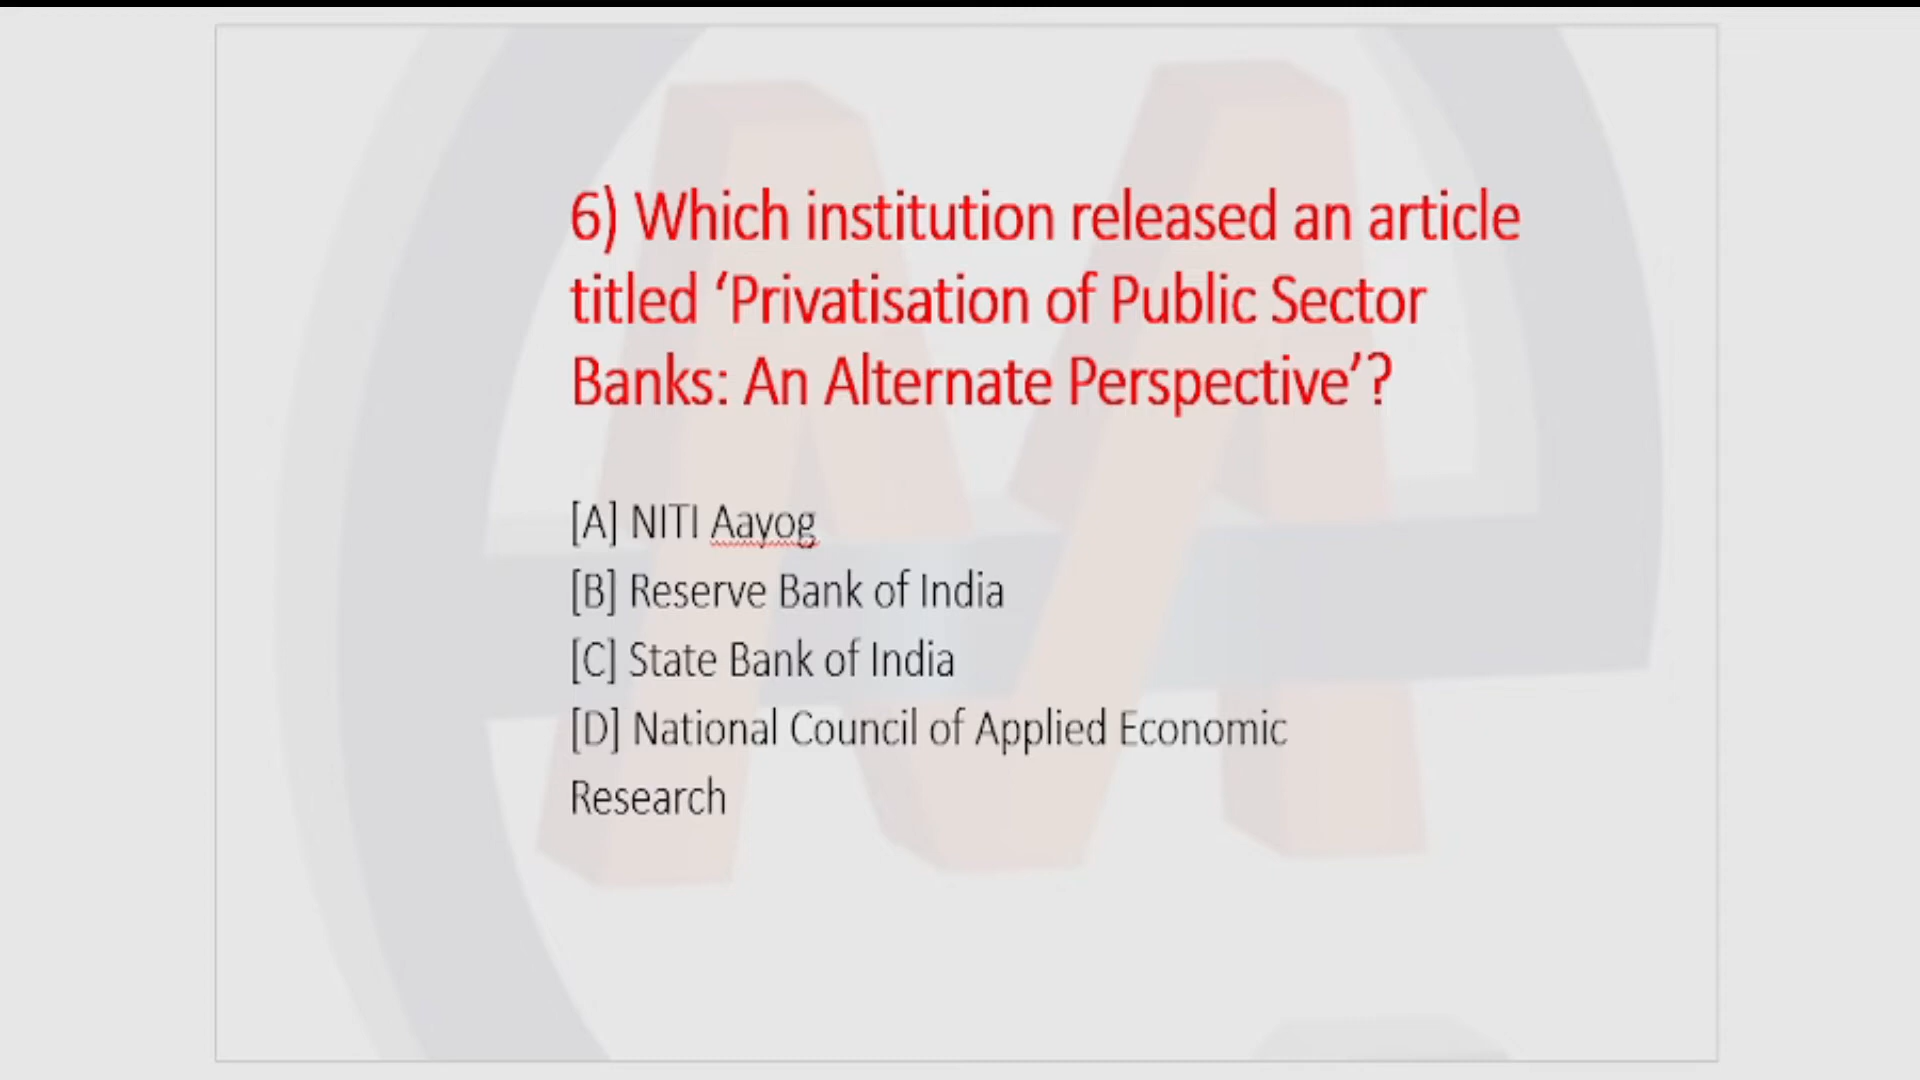 6) Which institution released an article
titled ‘Privatisation of Public Sector
Banks: An Alternate Perspective’?
[A] NITI Aayog
[B] Reserve Bank of India
[C] State Bank of India
[D] National Council of Applied Economic
Research